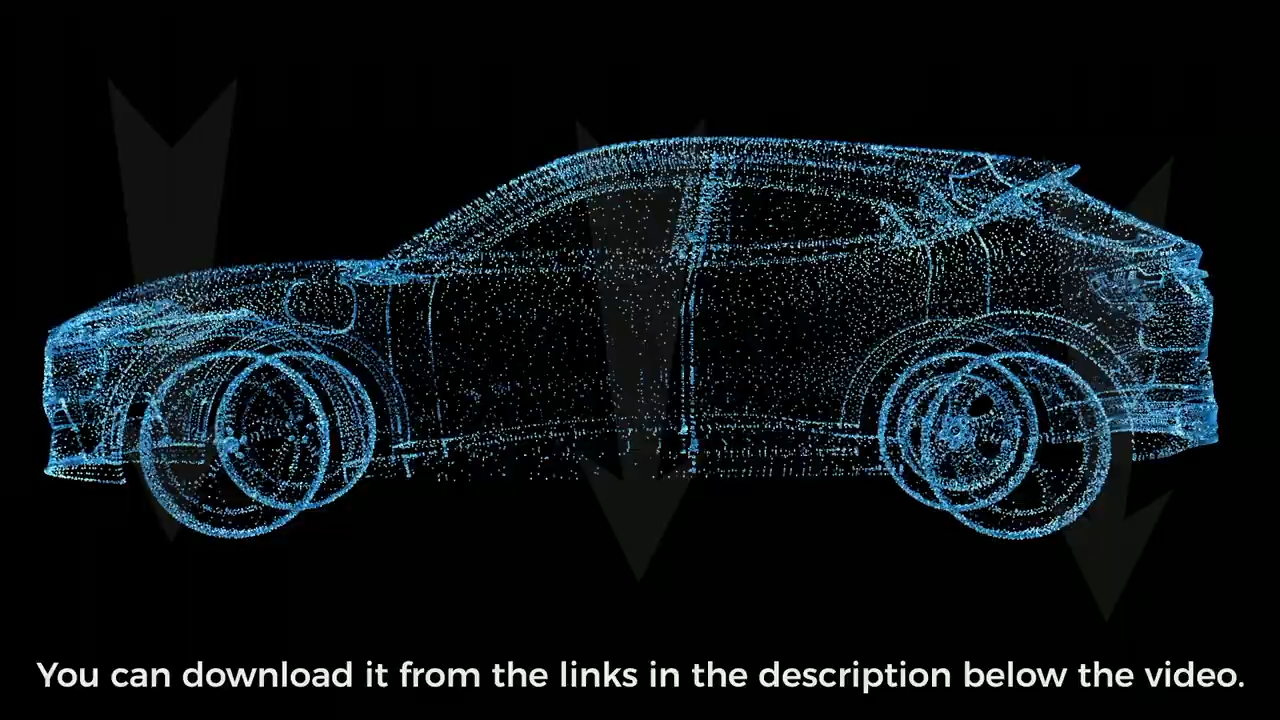 You can download it from the links in the description below the video.